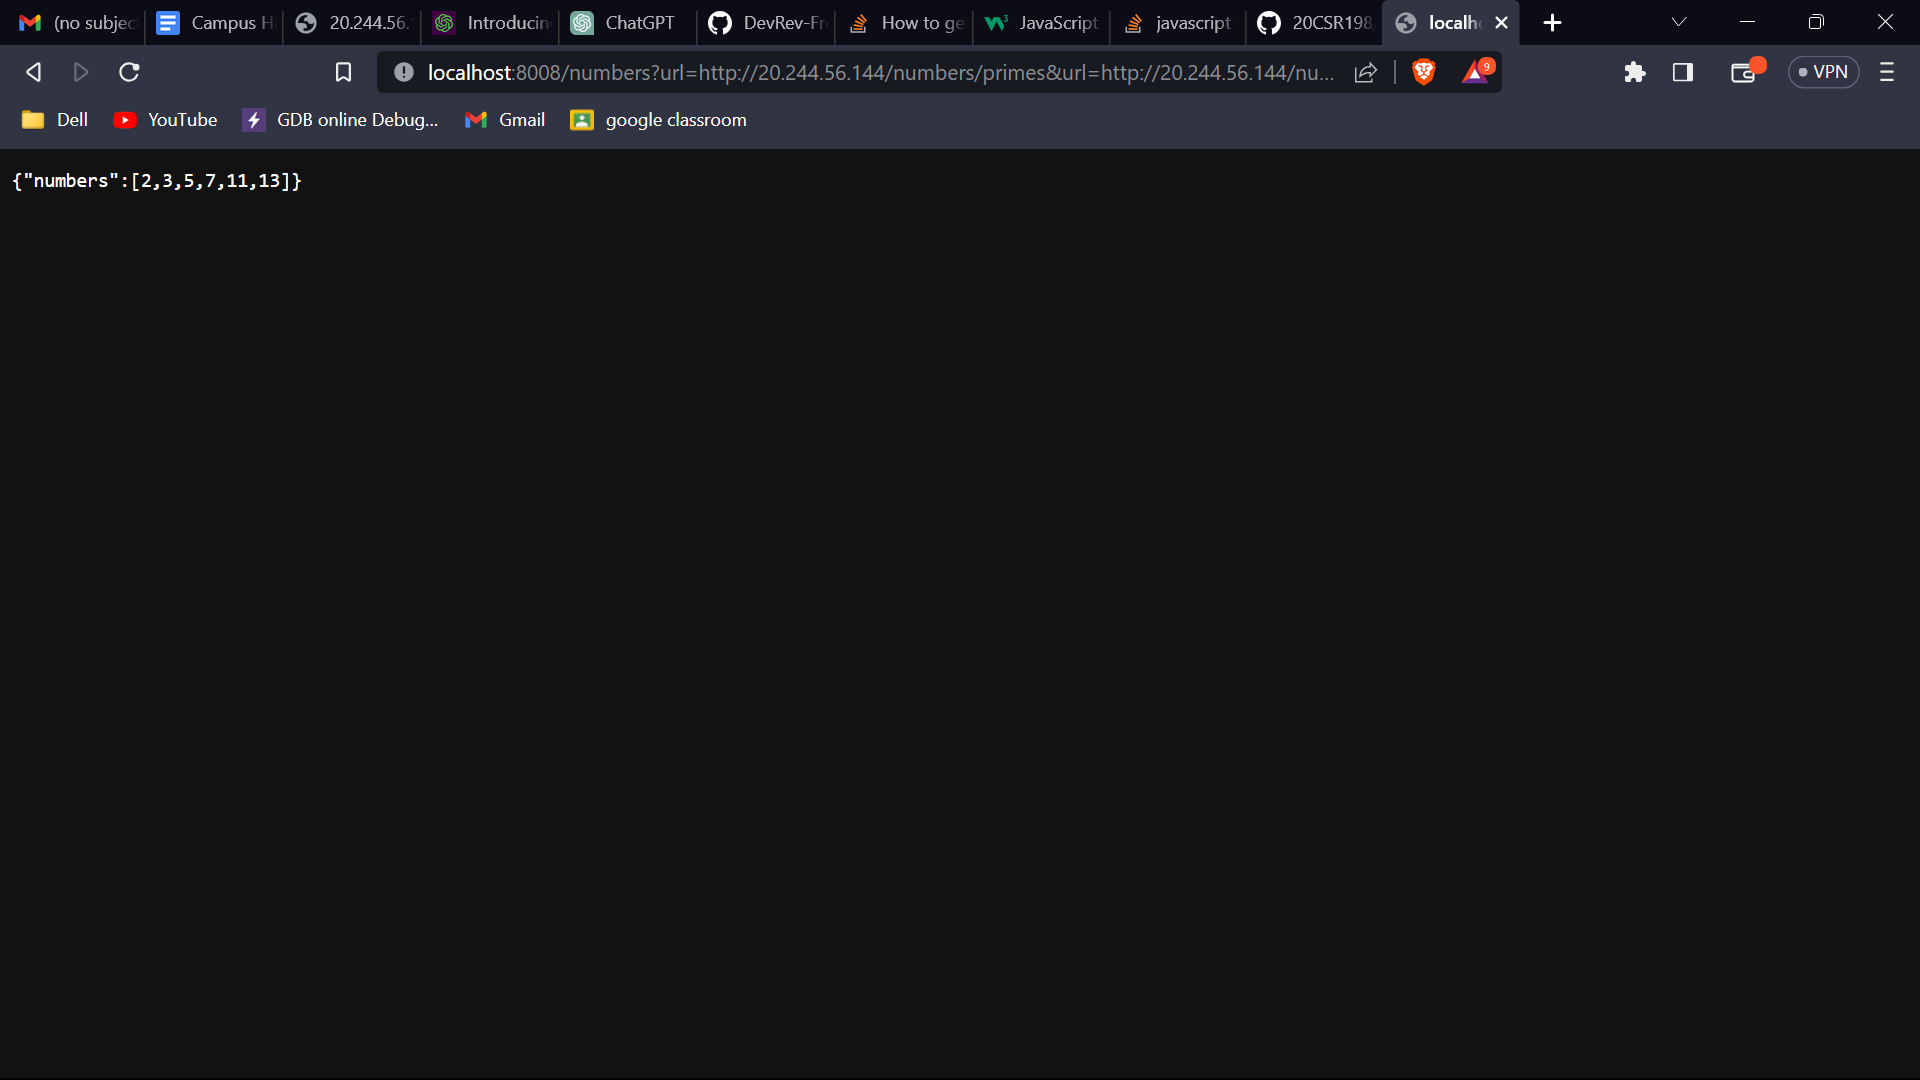 (no subjec
Campus Hi
20.244.56.
Introducin
ChatGPT
DevRev-Fr
How to ge
JavaScript
javascript
20CSR198
localh
localhost:8008/numbers?url=http://20.244.56.144/numbers/primes&url=http://20.244.56.144/nu...
9
VPN
Dell
YouTube
GDB online Debug...
Gmail
google classroom
{"numbers":[2,3,5,7,11,13]}